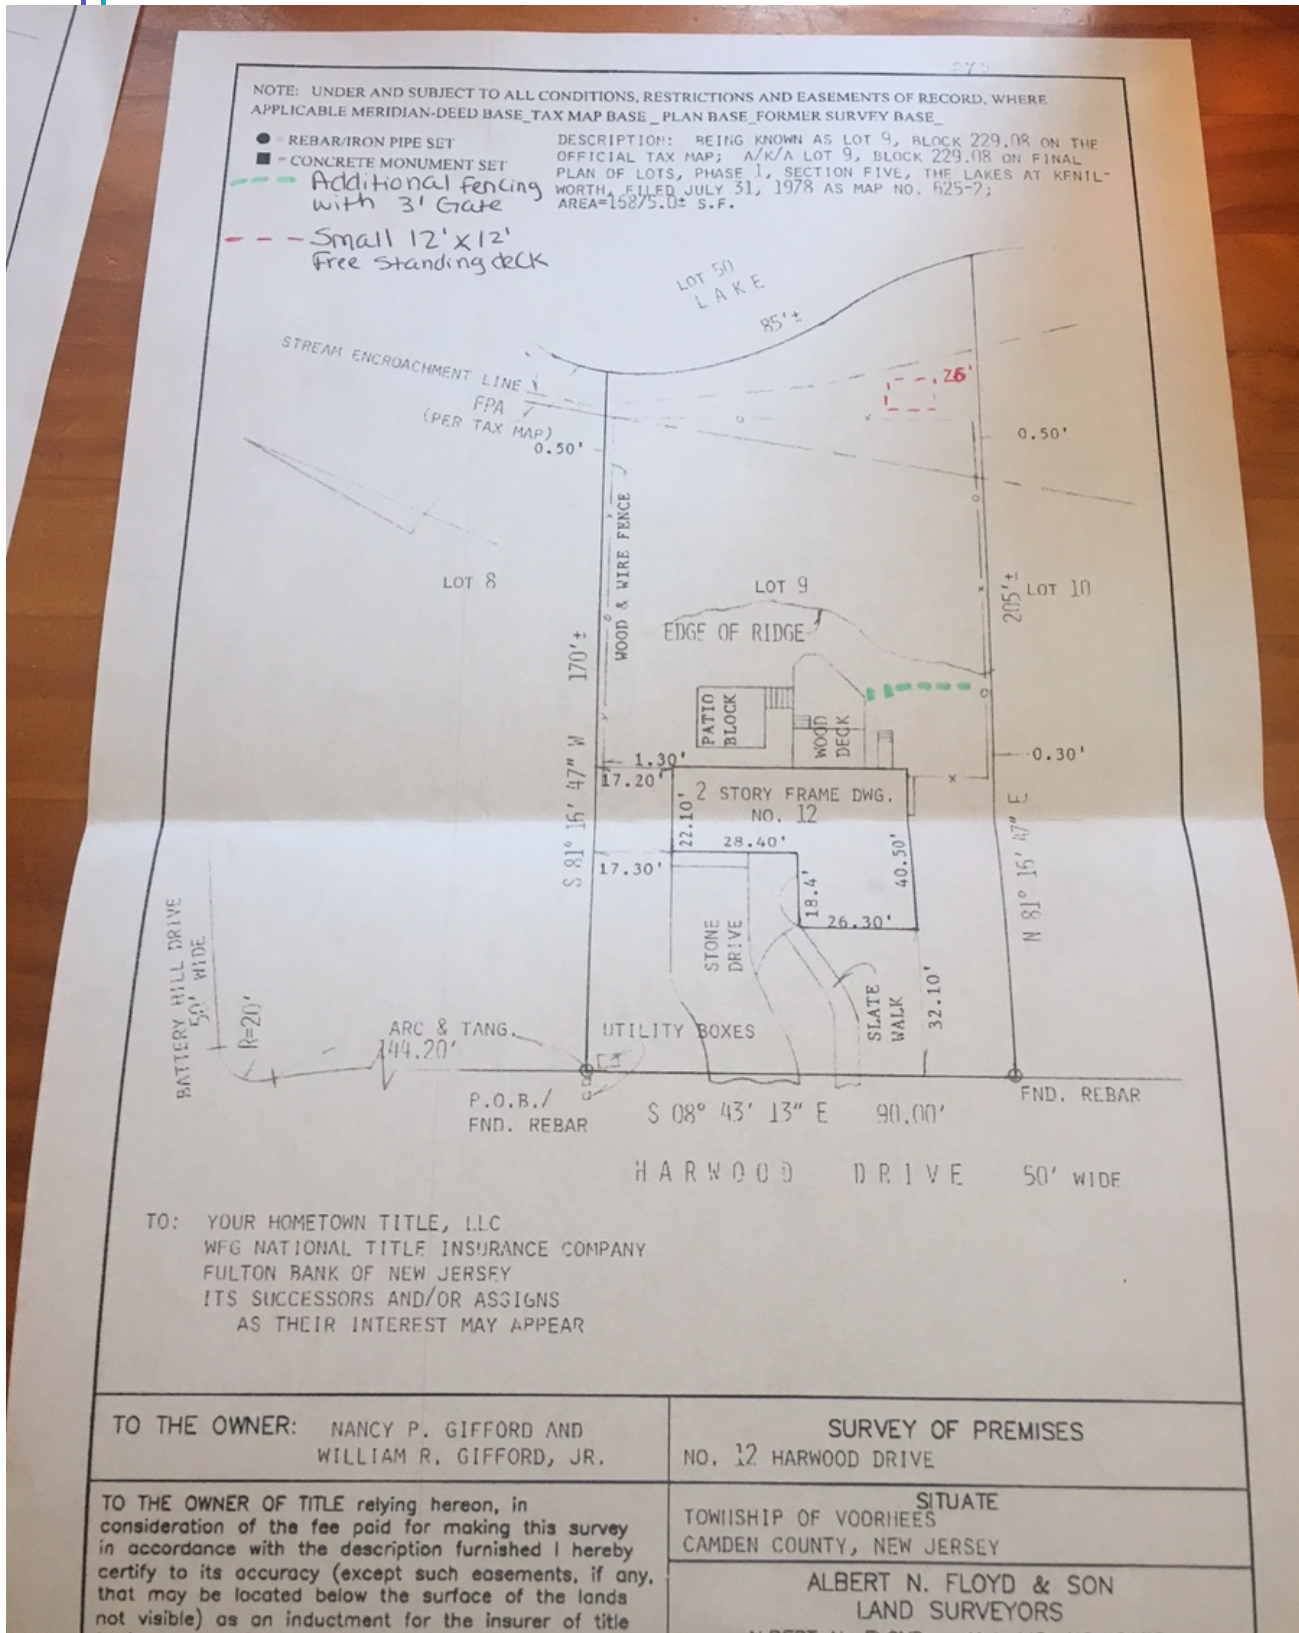 NOTE: UNDER AND SUBJECT TO ALL CONDITIONS, RESTRICTIONS AND EASEMENTS OF RECORD, WHERE
APPLICABLE MERIDIAN-DEED BASE_TAX MAP BASE _ PLAN BASE_FORMER SURVEY BASE_
● = REBAR/IRON PIPE SET
■ = CONCRETE MONUMENT SET
Additional fencing
with 3' Gate
Small 12' x 12'
Free standing deck
DESCRIPTION: BEING KNOWN AS LOT 9, BLOCK 229.08 ON THE
OFFICIAL TAX MAP; A/K/A LOT 9, BLOCK 229.08 ON FINAL
PLAN OF LOTS, PHASE 1, SECTION FIVE, THE LAKES AT KENIL-
WORTH, FILED JULY 31, 1978 AS MAP NO. 625-7;
AREA=16875.0± S.F.
LOT 50
LAKE
85'±
STREAM ENCROACHMENT LINE
FPA
(PER TAX MAP)
26'
0.50'
0.50'
WOOD & WIRE FENCE
LOT 8
LOT 9
LOT 10
205'±
EDGE OF RIDGE
170'±
PATIO
BLOCK
WOOD
DECK
0.30'
1.30'
17.20'
2 STORY FRAME DWG.
NO. 12
22.10'
28.40'
S 81° 16' 47" W
N 81° 16' 47" E
17.30'
40.50'
18.4'
26.30'
STONE
DRIVE
SLATE
WALK
32.10'
BATTERY HILL DRIVE
50' WIDE
R=20'
ARC & TANG.
144.20'
UTILITY BOXES
P.O.B./
FND. REBAR
S 08° 43' 13" E 90.00'
FND. REBAR
HARWOOD DRIVE 50' WIDE
TO: YOUR HOMETOWN TITLE, LLC
WFG NATIONAL TITLE INSURANCE COMPANY
FULTON BANK OF NEW JERSEY
ITS SUCCESSORS AND/OR ASSIGNS
AS THEIR INTEREST MAY APPEAR
TO THE OWNER: NANCY P. GIFFORD AND
WILLIAM R. GIFFORD, JR.
SURVEY OF PREMISES
NO. 12 HARWOOD DRIVE
SITUATE
TOWNSHIP OF VOORHEES
CAMDEN COUNTY, NEW JERSEY
TO THE OWNER OF TITLE relying hereon, in
consideration of the fee paid for making this survey
in accordance with the description furnished I hereby
certify to its accuracy (except such easements, if any,
that may be located below the surface of the lands
not visible) as an inductment for the insurer of title
ALBERT N. FLOYD & SON
LAND SURVEYORS